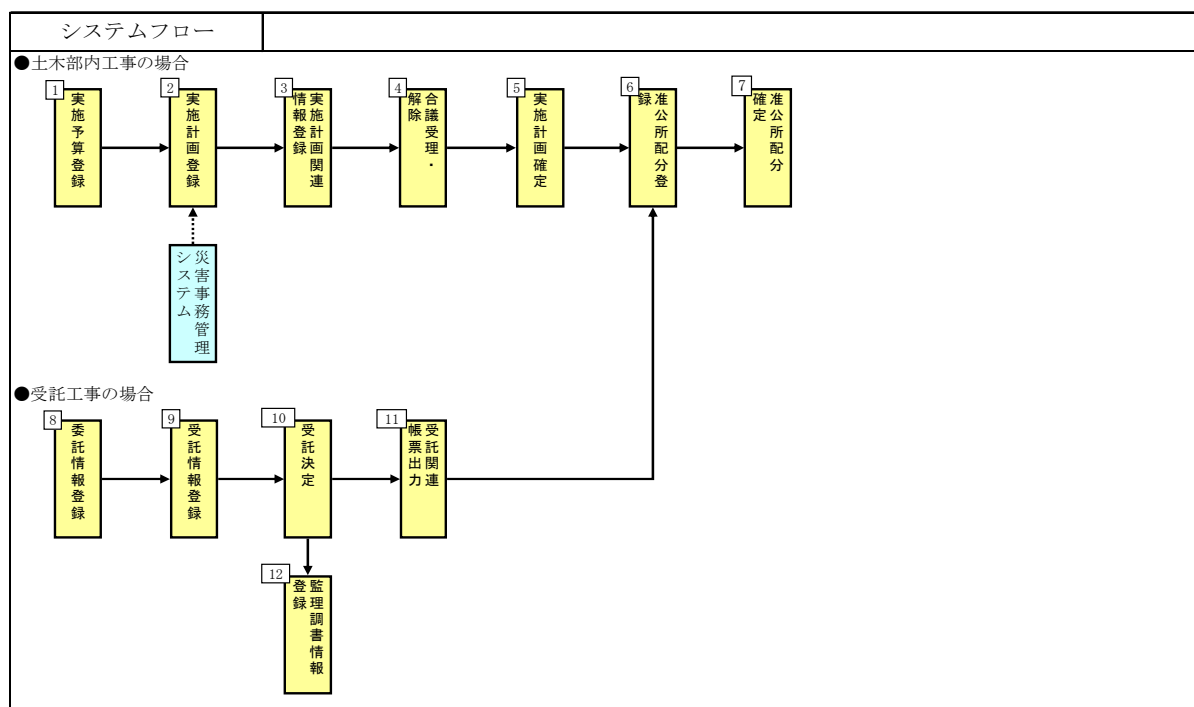 システムフロー
●土木部内工事の場合
1
実施予算登録
2
実施計画登録
3
実施計画関連
情報登録
4
合議受理・
解除
5
実施計画確定
6
准公所配分登
録
7
准公所配分
確定
災害事務管理
システム
●受託工事の場合
8
委託情報登録
9
受託情報登録
10
受託決定
11
受託関連
帳票出力
12
監理調書情報
登録